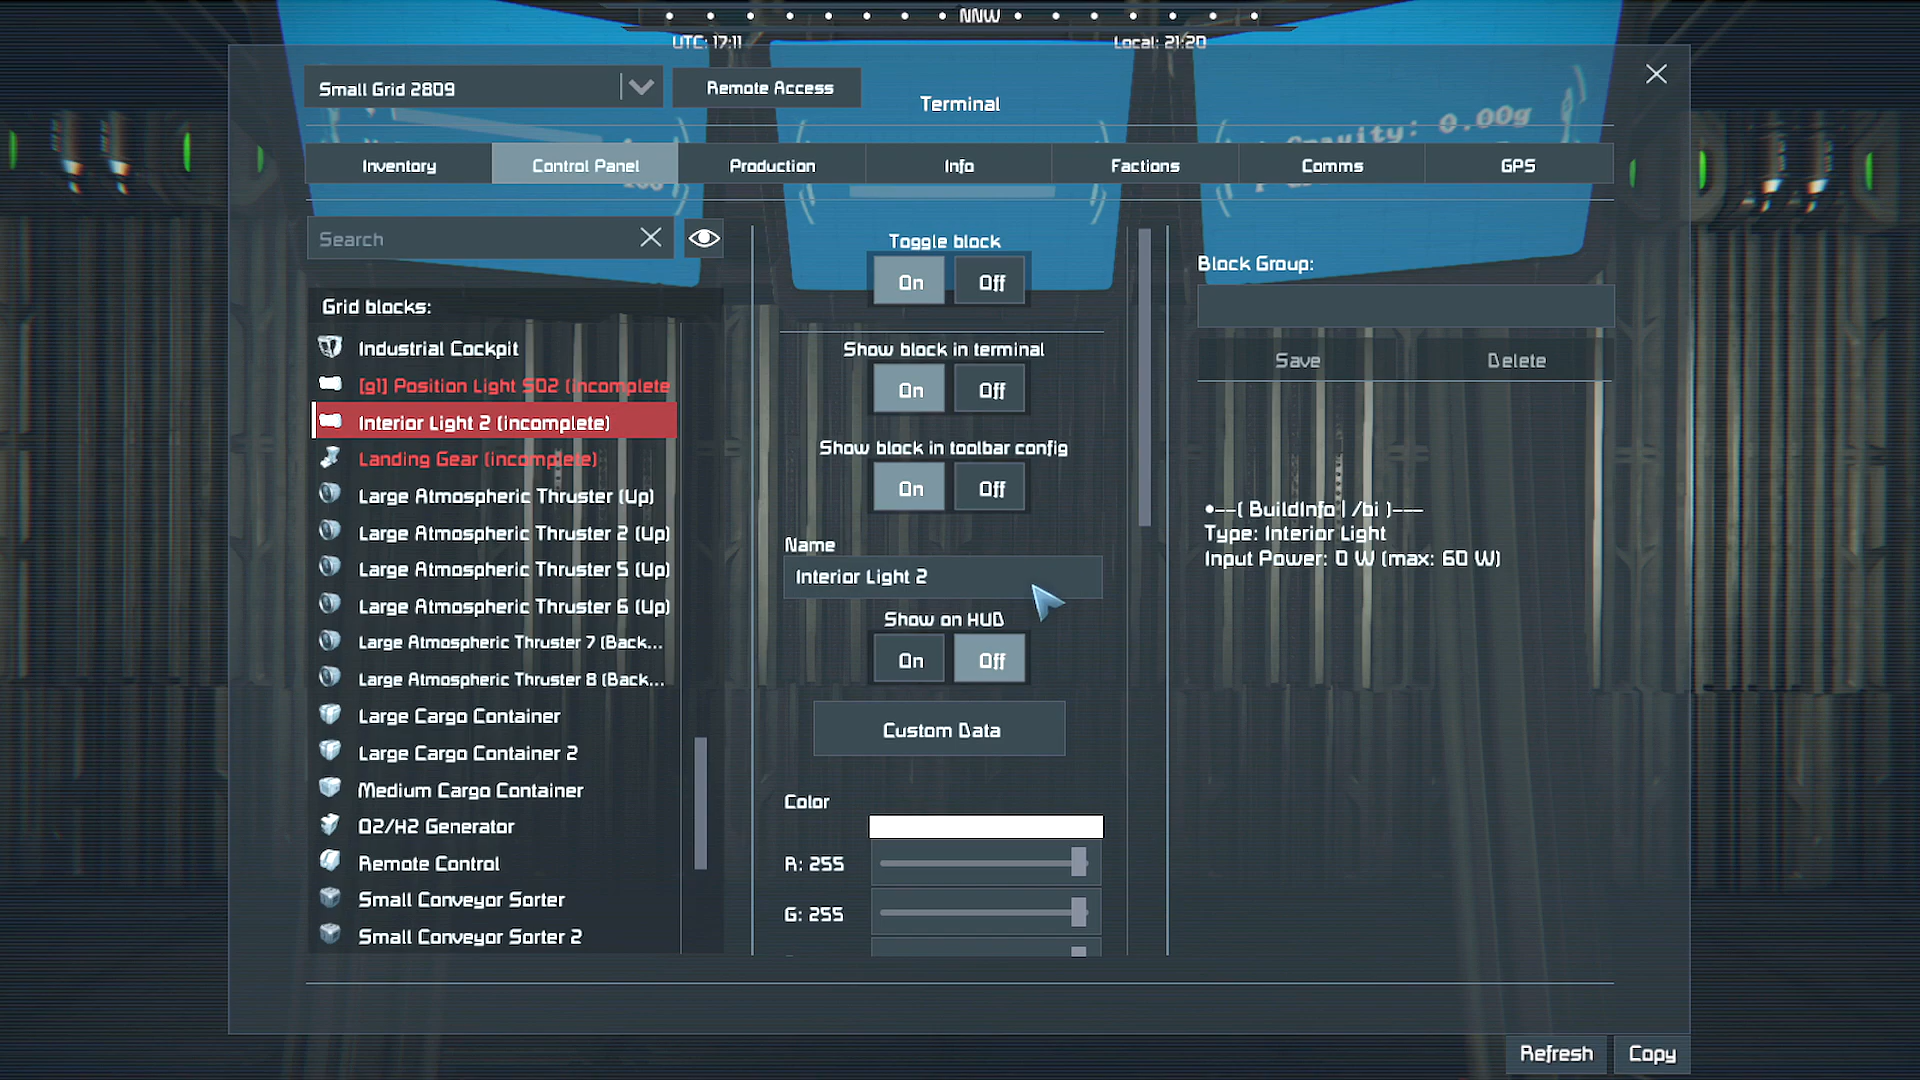 NNW
UTC: 17:11
Local: 21:20
Small Grid 2809
Remote Access
Terminal
Gravity: 0.00g
Inventory
Control Panel
Production
Info
Factions
Comms
GPS
Search
Grid blocks:
Industrial Cockpit
[g1] Position Light S02 (incomplete
Interior Light 2 (incomplete)
Landing Gear (incomplete)
Large Atmospheric Thruster (Up)
Large Atmospheric Thruster 2 (Up)
Large Atmospheric Thruster 5 (Up)
Large Atmospheric Thruster 6 (Up)
Large Atmospheric Thruster 7 (Back...
Large Atmospheric Thruster 8 (Back...
Large Cargo Container
Large Cargo Container 2
Medium Cargo Container
O2/H2 Generator
Remote Control
Small Conveyor Sorter
Small Conveyor Sorter 2
Toggle block
On Off
Show block in terminal
On Off
Show block in toolbar config
On Off
Name
Interior Light 2
Show on HUD
On Off
Custom Data
Color
R: 255
G: 255
Block Group:
Save
Delete
•--( BuildInfo | /bi )---
Type: Interior Light
Input Power: 0 W (max: 60 W)
Refresh
Copy